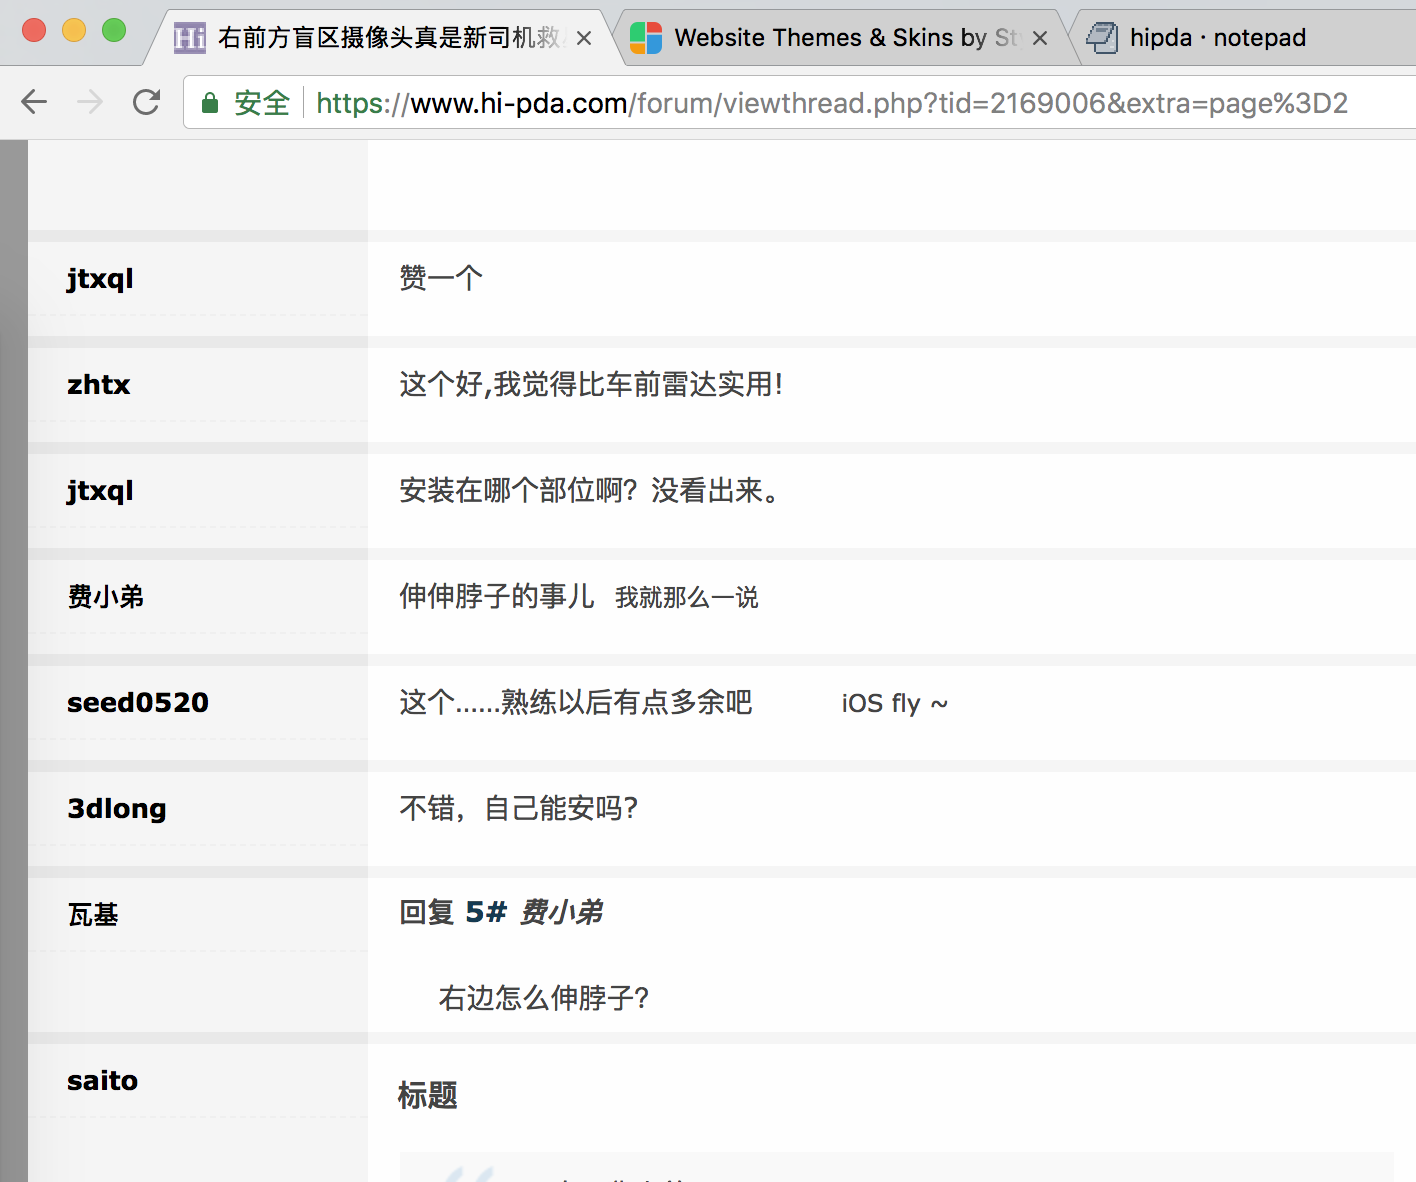 Hi 右前方盲区摄像头真是新司机救
Website Themes & Skins by St
hipda · notepad
安全 https://www.hi-pda.com/forum/viewthread.php?tid=2169006&extra=page%3D2
jtxql 赞一个
zhtx 这个好,我觉得比车前雷达实用!
jtxql 安装在哪个部位啊？没看出来。
费小弟 伸伸脖子的事儿 我就那么一说
seed0520 这个......熟练以后有点多余吧 iOS fly ~
3dlong 不错，自己能安吗？
瓦基 回复 5# 费小弟
右边怎么伸脖子？
saito 标题